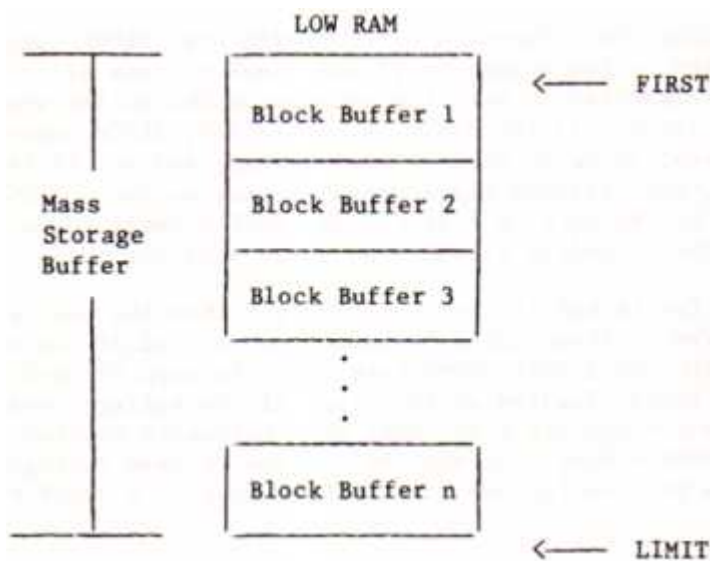 LOW RAM
FIRST
Block Buffer 1
Mass
Storage
Buffer
Block Buffer 2
Block Buffer 3
Block Buffer n
LIMIT